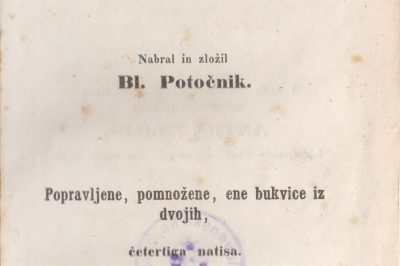 Nabral in zložil
Bl. Potočnik.
Popravljene, pomnožene, ene bukvice iz
dvojih,
četertiga natisa.